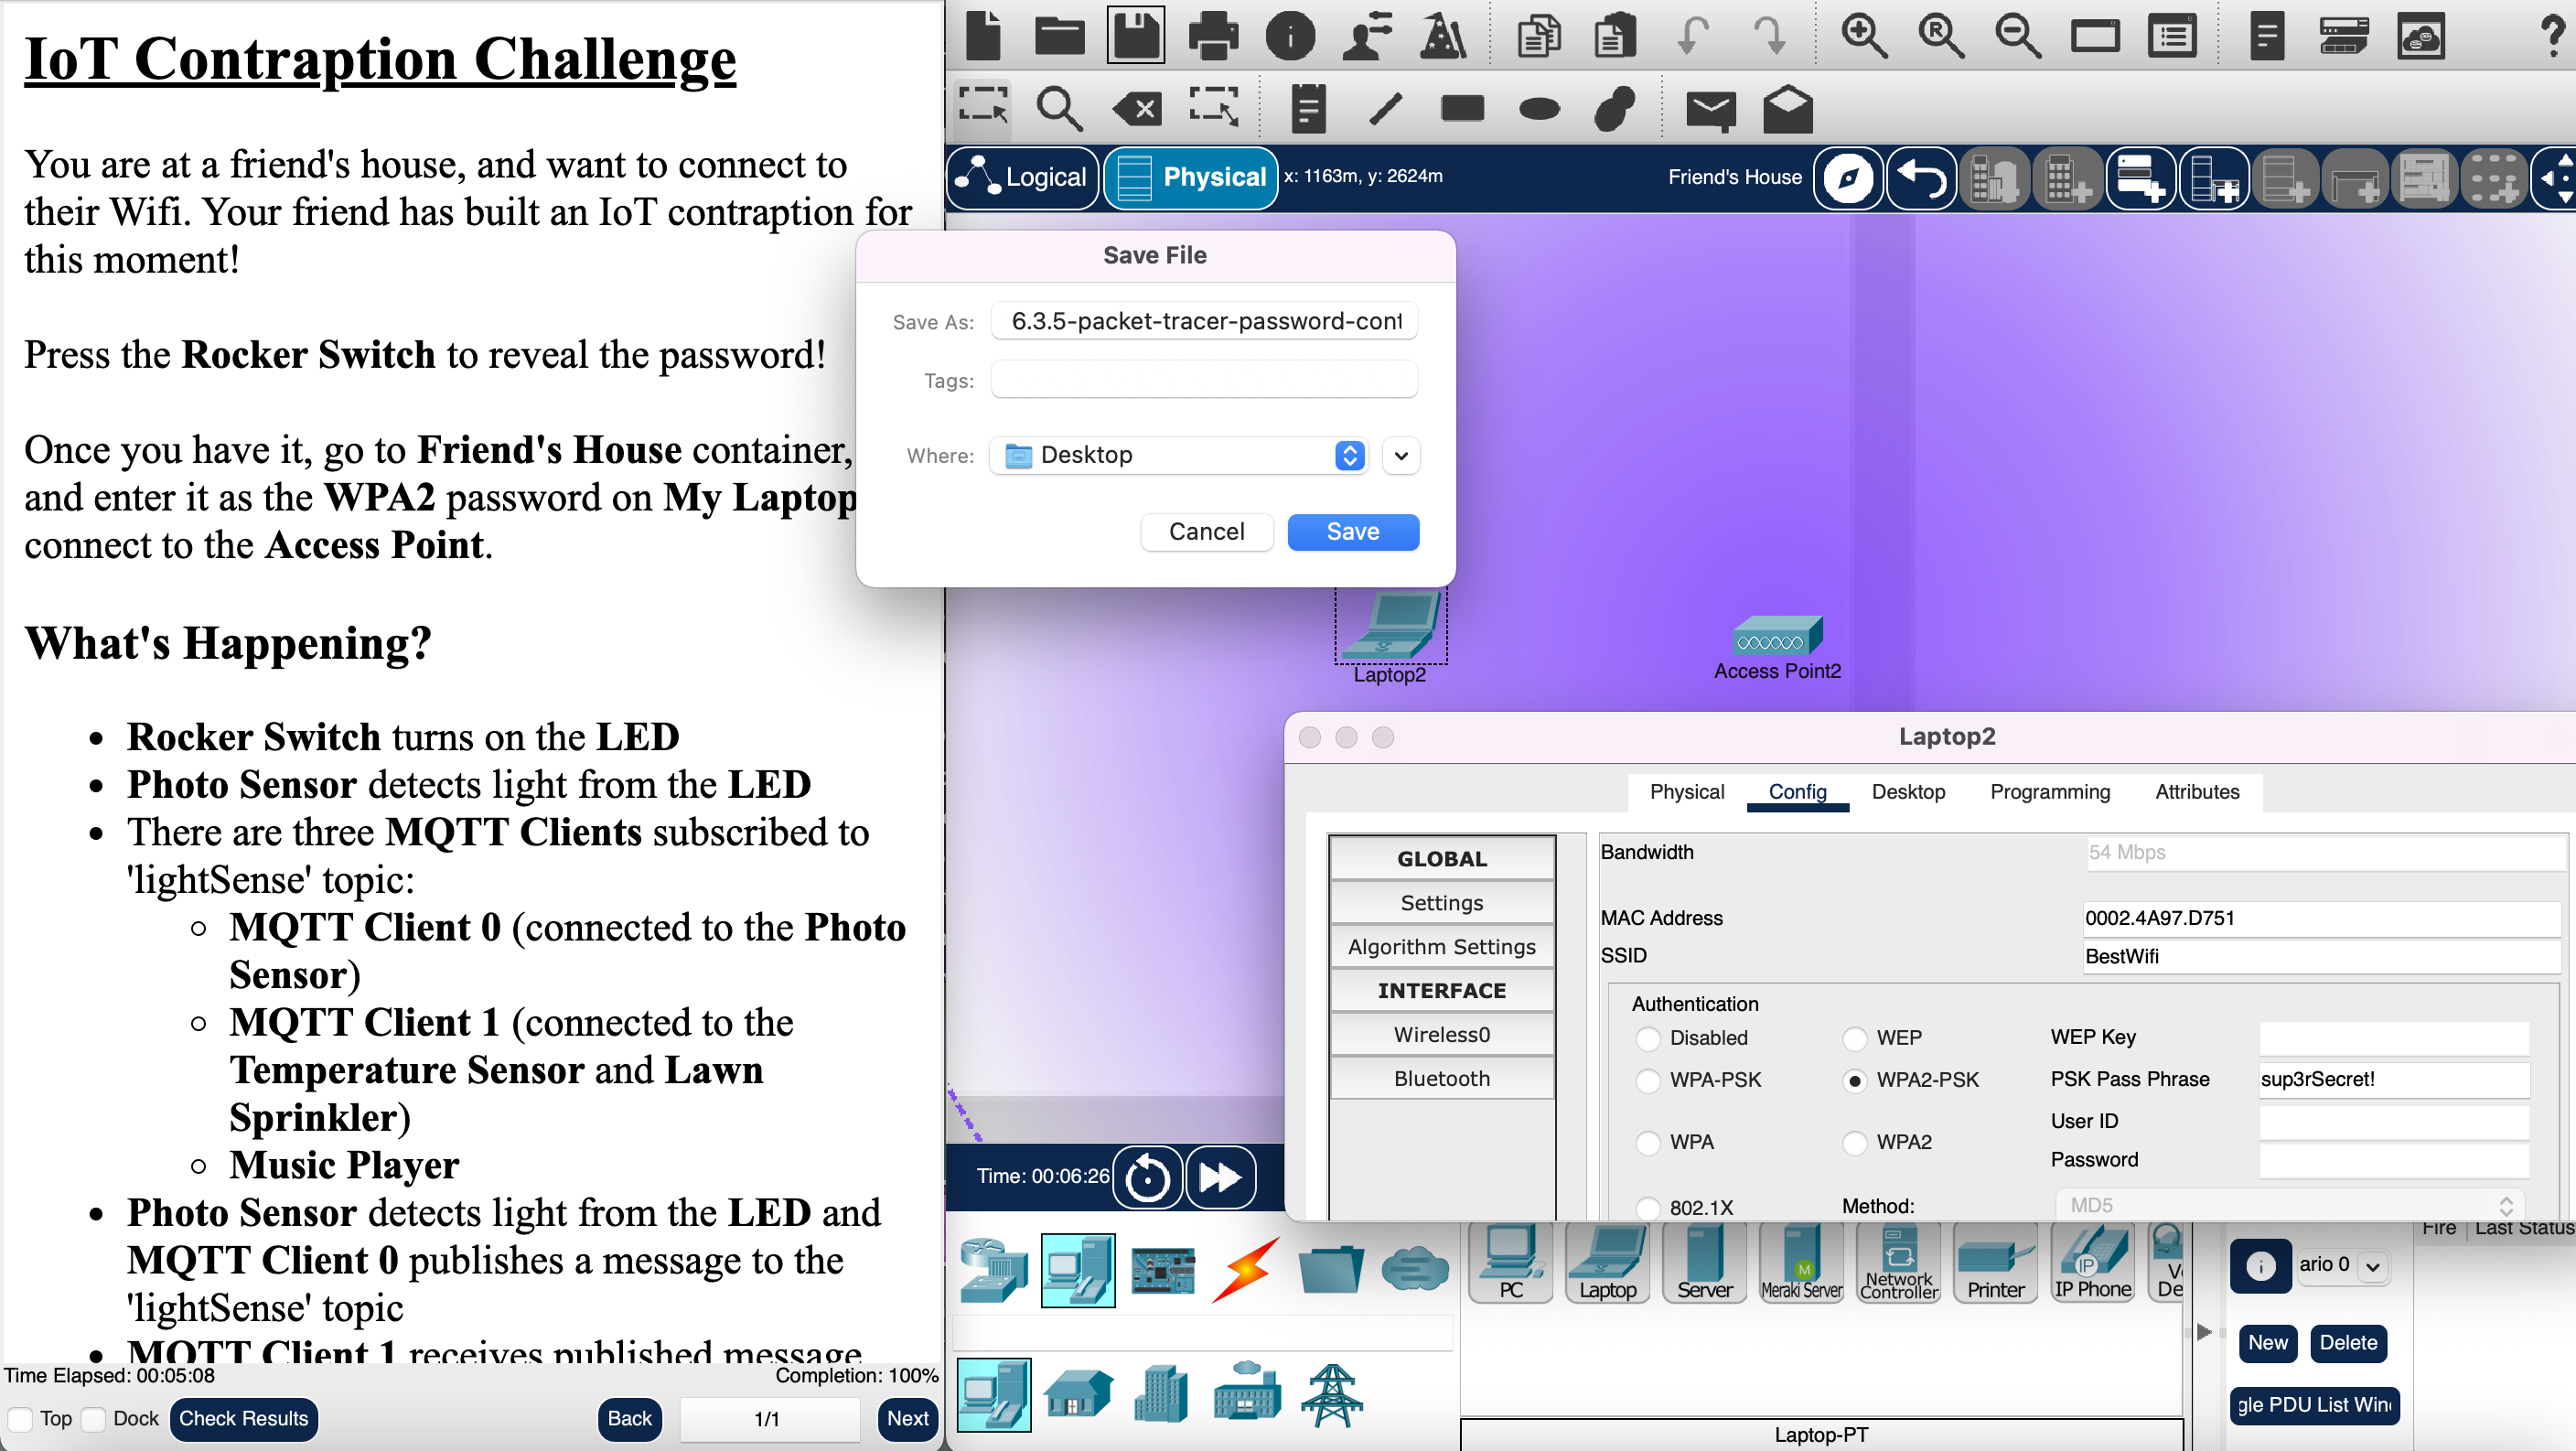 IoT Contraption Challenge
You are at a friend's house, and want to connect to
their Wifi. Your friend has built an IoT contraption for
this moment!
Press the Rocker Switch to reveal the password!
Once you have it, go to Friend's House container,
and enter it as the WPA2 password on My Laptop
connect to the Access Point.
What's Happening?
Rocker Switch turns on the LED
Photo Sensor detects light from the LED
There are three MQTT Clients subscribed to
'lightSense' topic:
MQTT Client 0 (connected to the Photo
Sensor)
MQTT Client 1 (connected to the
Temperature Sensor and Lawn
Sprinkler)
Music Player
Photo Sensor detects light from the LED and
MQTT Client 0 publishes a message to the
'lightSense' topic
MQTT Client 1 receives published message
Time Elapsed: 00:05:08
Completion: 100%
Top
Dock
Check Results
Back
1/1
Next
Logical
Physical
x: 1163m, y: 2624m
Friend's House
Save File
Save As:
6.3.5-packet-tracer-password-cont
Tags:
Where:
Desktop
Cancel
Save
Laptop2
Access Point2
Laptop2
Physical
Config
Desktop
Programming
Attributes
GLOBAL
Settings
Algorithm Settings
INTERFACE
Wireless0
Bluetooth
Bandwidth
54 Mbps
MAC Address
0002.4A97.D751
SSID
BestWifi
Authentication
Disabled
WEP
WEP Key
WPA-PSK
WPA2-PSK
PSK Pass Phrase
sup3rSecret!
User ID
WPA
WPA2
Password
802.1X
Method:
MD5
Time: 00:06:26
PC
Laptop
Server
M
Meraki Server
Network
Controller
Printer
IP
IP Phone
V
De
ario 0
Fire
Last Status
New
Delete
gle PDU List Win
Laptop-PT